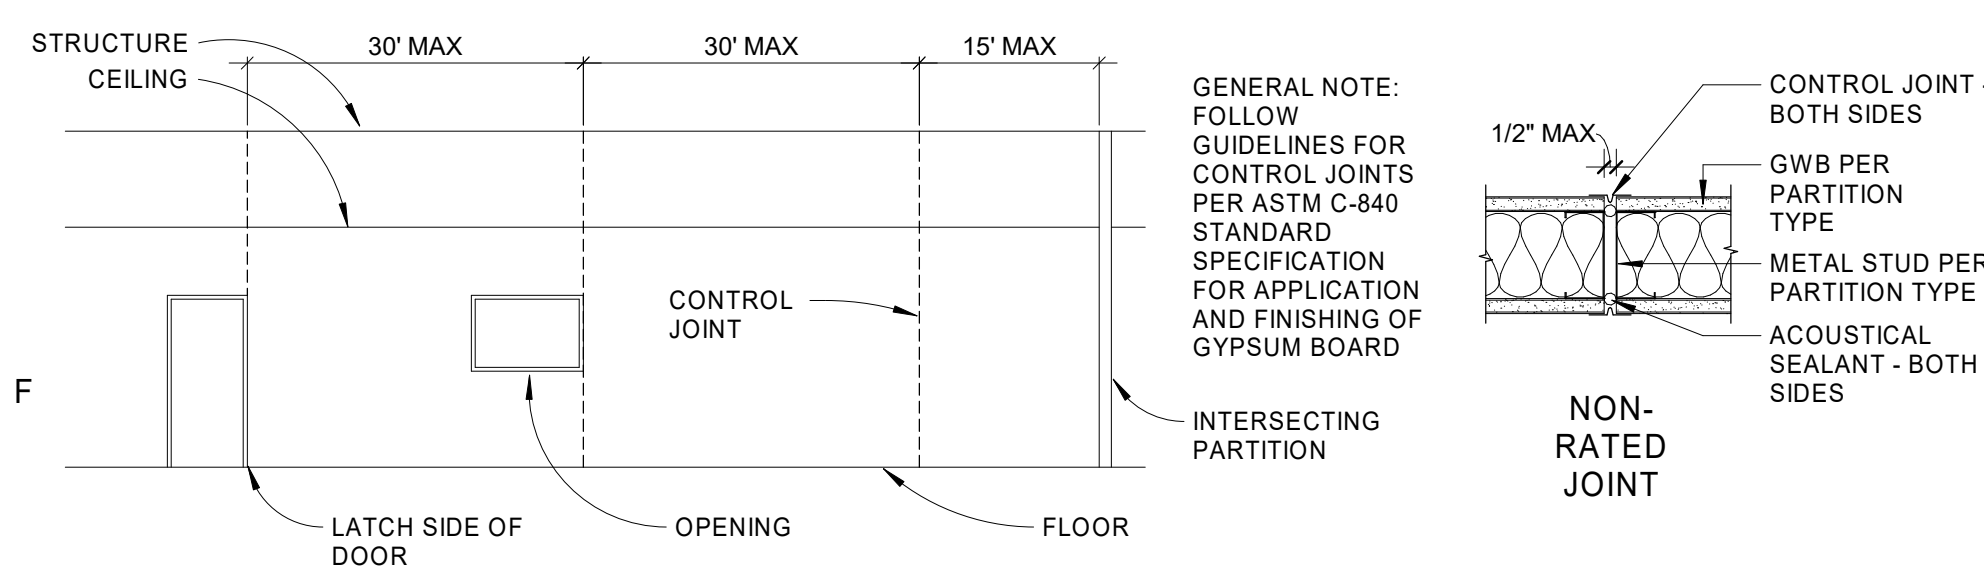 STRUCTURE
CEILING
30' MAX
30' MAX
15' MAX
CONTROL
JOINT
F
LATCH SIDE OF
DOOR
OPENING
FLOOR
GENERAL NOTE:
FOLLOW
GUIDELINES FOR
CONTROL JOINTS
PER ASTM C-840
STANDARD
SPECIFICATION
FOR APPLICATION
AND FINISHING OF
GYPSUM BOARD
INTERSECTING
PARTITION
1/2" MAX
CONTROL JOINT -
BOTH SIDES
GWB PER
PARTITION
TYPE
METAL STUD PER
PARTITION TYPE
ACOUSTICAL
SEALANT - BOTH
SIDES
NON-
RATED
JOINT